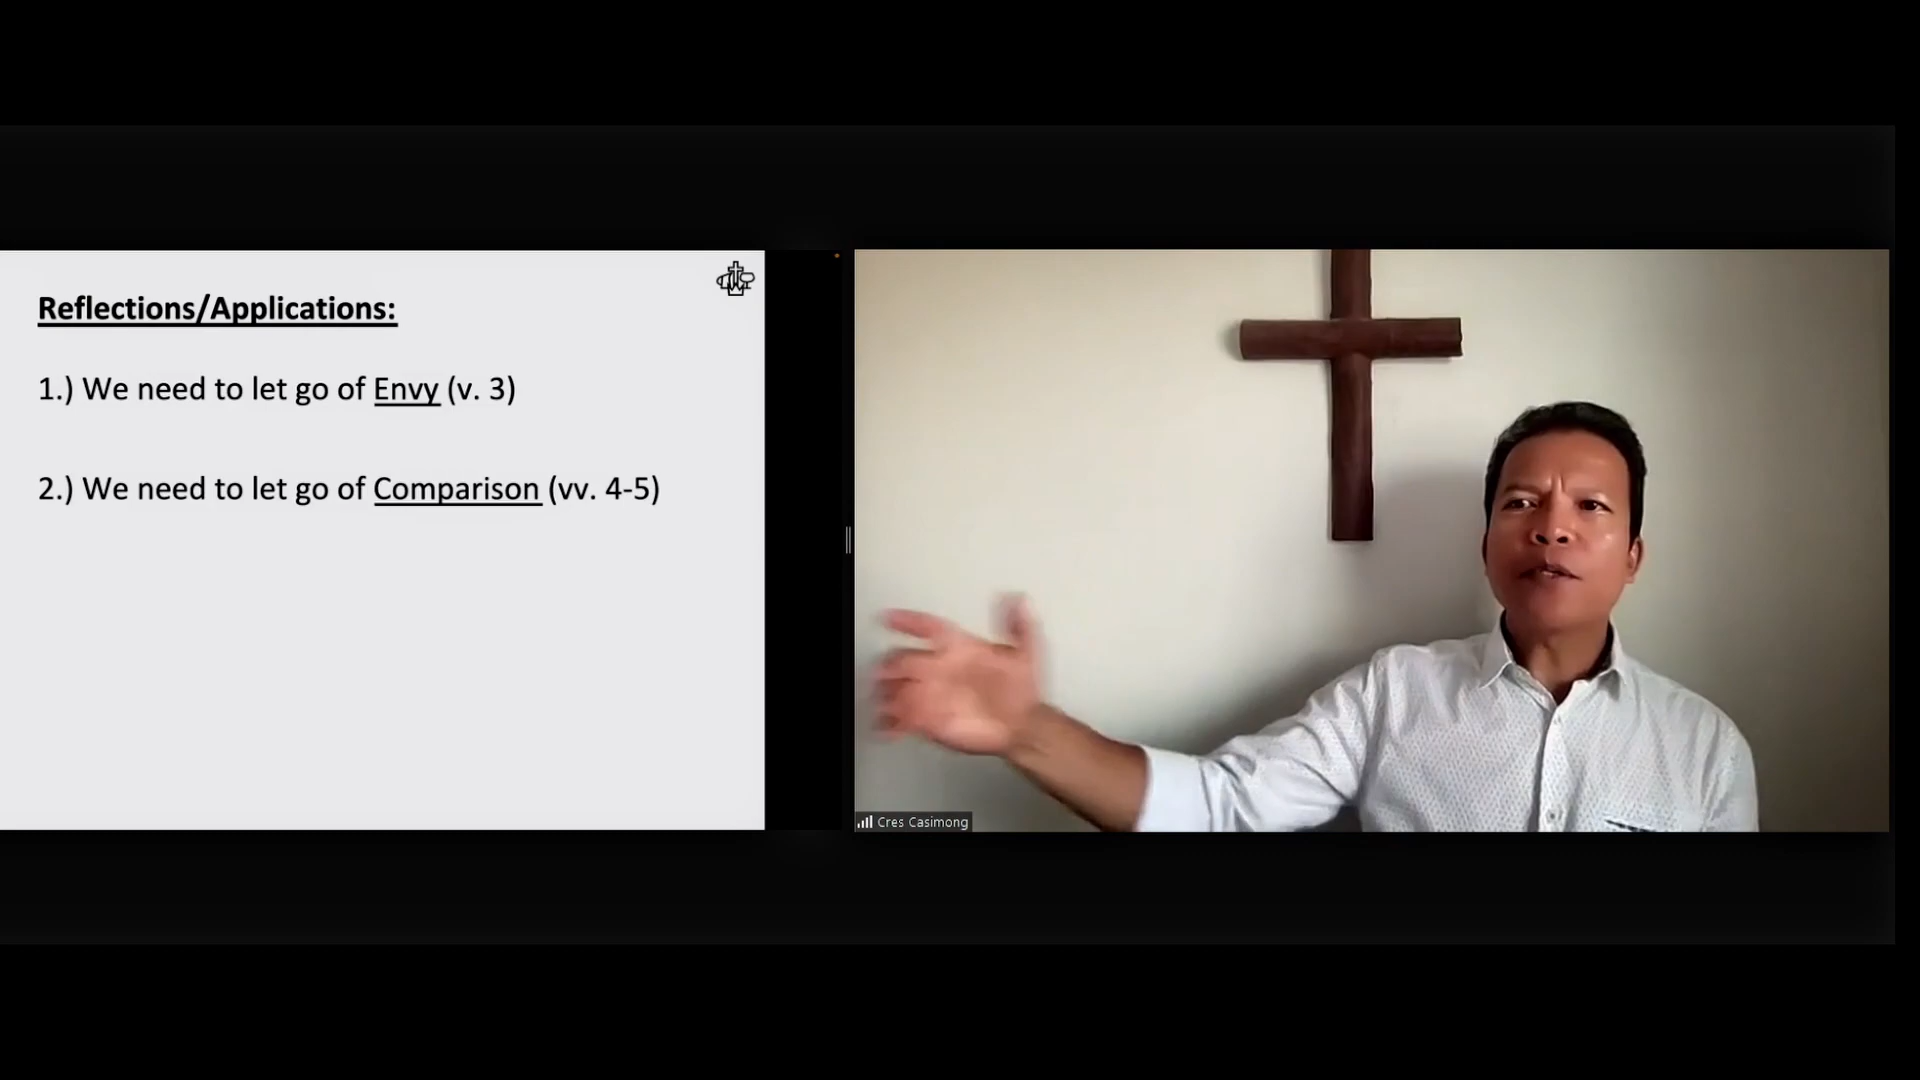 Reflections/Applications:
1.) We need to let go of Envy (v. 3)
2.) We need to let go of Comparison (vv. 4-5)
Cres Casimong